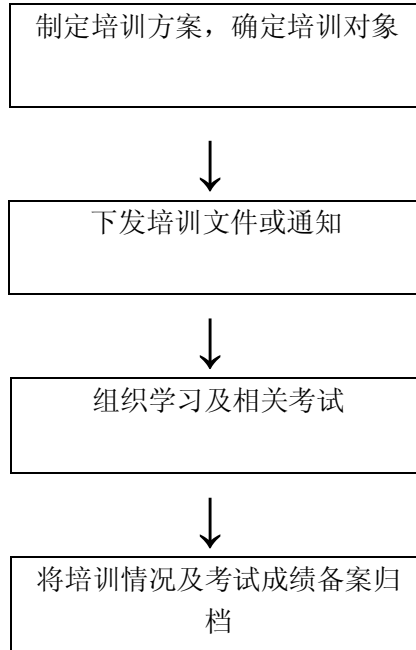 制定培训方案，确定培训对象
下发培训文件或通知
组织学习及相关考试
将培训情况及考试成绩备案归
档